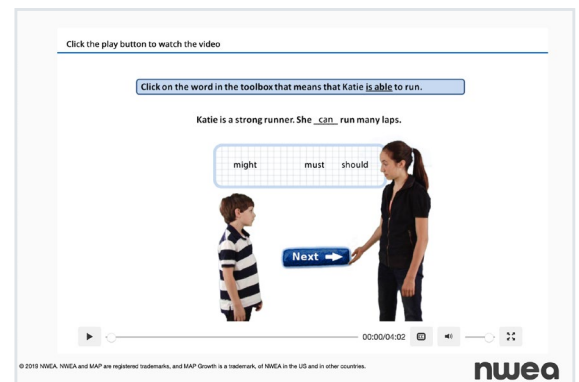 Click the play button to watch the video
Click on the word in the toolbox that means that Katie is able to run.
Katie is a strong runner. She can run many laps.
might must should
Next
00:00/04:02
© 2019 NWEA. NWEA and MAP are registered trademarks, and MAP Growth is a trademark, of NWEA in the US and in other countries.
nwea